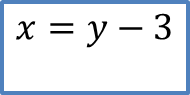 x = y − 3